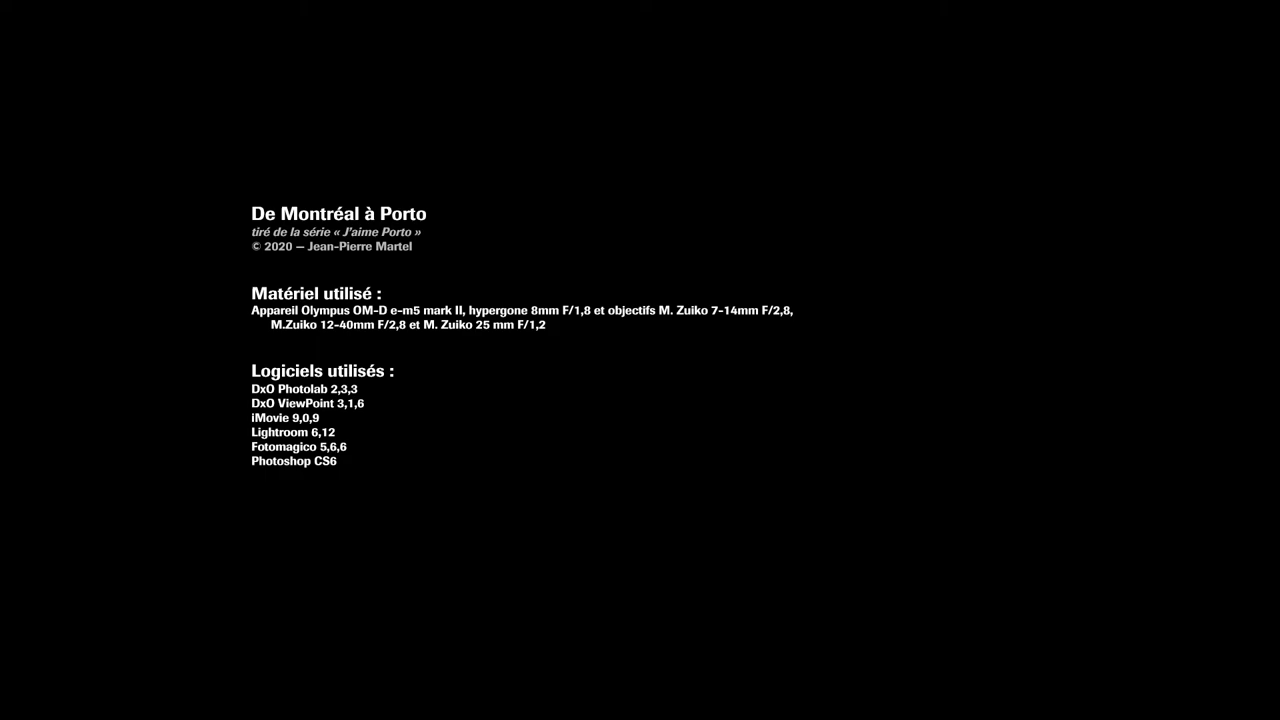 De Montréal à Porto
tiré de la série « J'aime Porto »
© 2020 — Jean-Pierre Martel
Matériel utilisé :
Appareil Olympus OM-D e-m5 mark II, hypergone 8mm F/1,8 et objectifs M. Zuiko 7-14mm F/2,8,
M.Zuiko 12-40mm F/2,8 et M. Zuiko 25 mm F/1,2
Logiciels utilisés :
DxO Photolab 2,3,3
DxO ViewPoint 3,1,6
iMovie 9,0,9
Lightroom 6,12
Fotomagico 5,6,6
Photoshop CS6